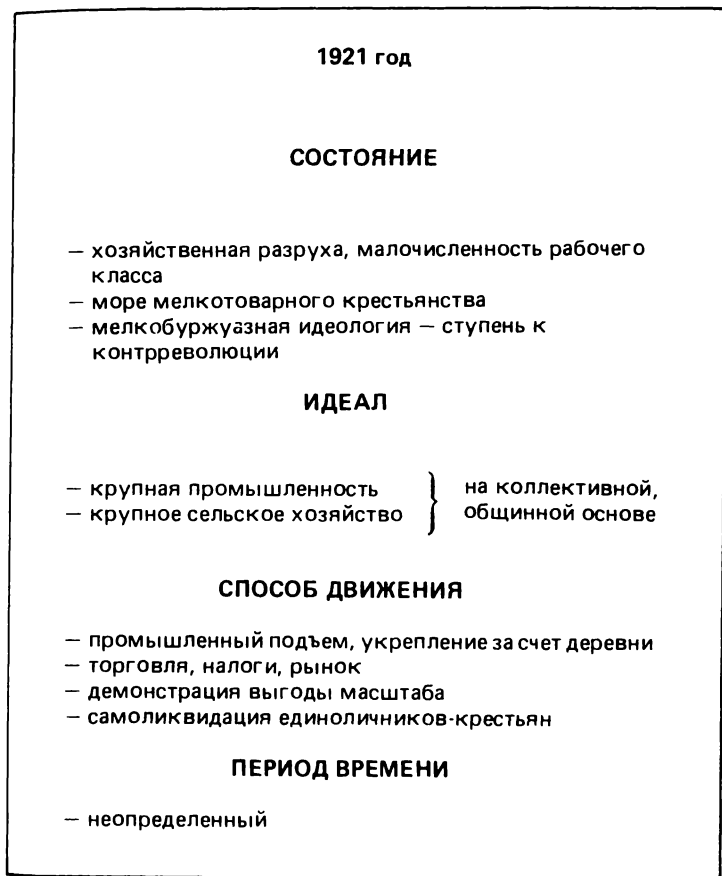 1921 год
СОСТОЯНИЕ
— хозяйственная разруха, малочисленность рабочего
класса
— море мелкотоварного крестьянства
— мелкобуржуазная идеология — ступень к
контрреволюции
ИДЕАЛ
— крупная промышленность } на коллективной,
— крупное сельское хозяйство } общинной основе
СПОСОБ ДВИЖЕНИЯ
— промышленный подъем, укрепление за счет деревни
— торговля, налоги, рынок
— демонстрация выгоды масштаба
— самоликвидация единоличников-крестьян
ПЕРИОД ВРЕМЕНИ
— неопределенный